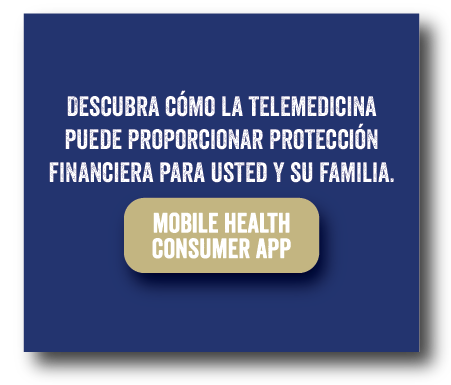 DESCUBRA CÓMO LA TELEMEDICINA
PUEDE PROPORCIONAR PROTECCIÓN
FINANCIERA PARA USTED Y SU FAMILIA.
MOBILE HEALTH
CONSUMER APP